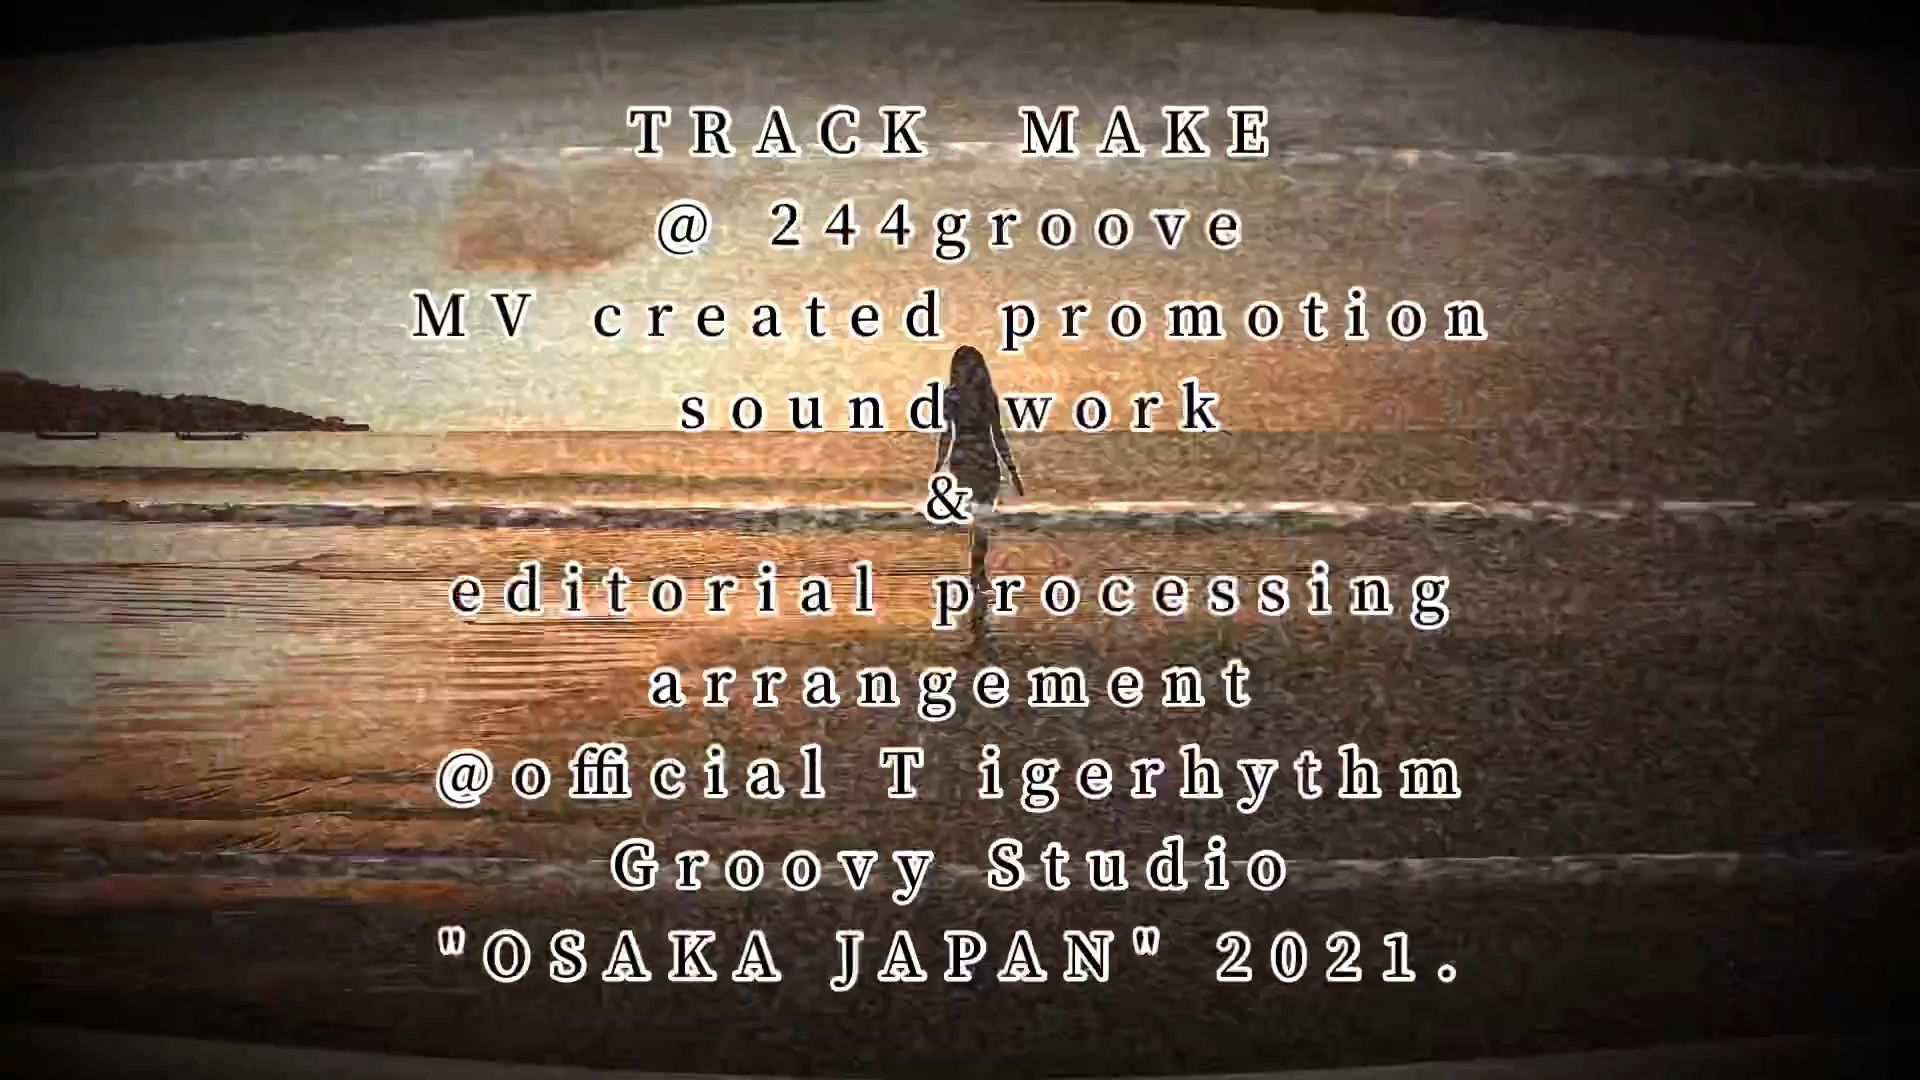 TRACK MAKE
@ 244groove
MV created promotion
sound work
&
editorial processing
arrangement
@official T igerhythm
Groovy Studio
"OSAKA JAPAN" 2021.